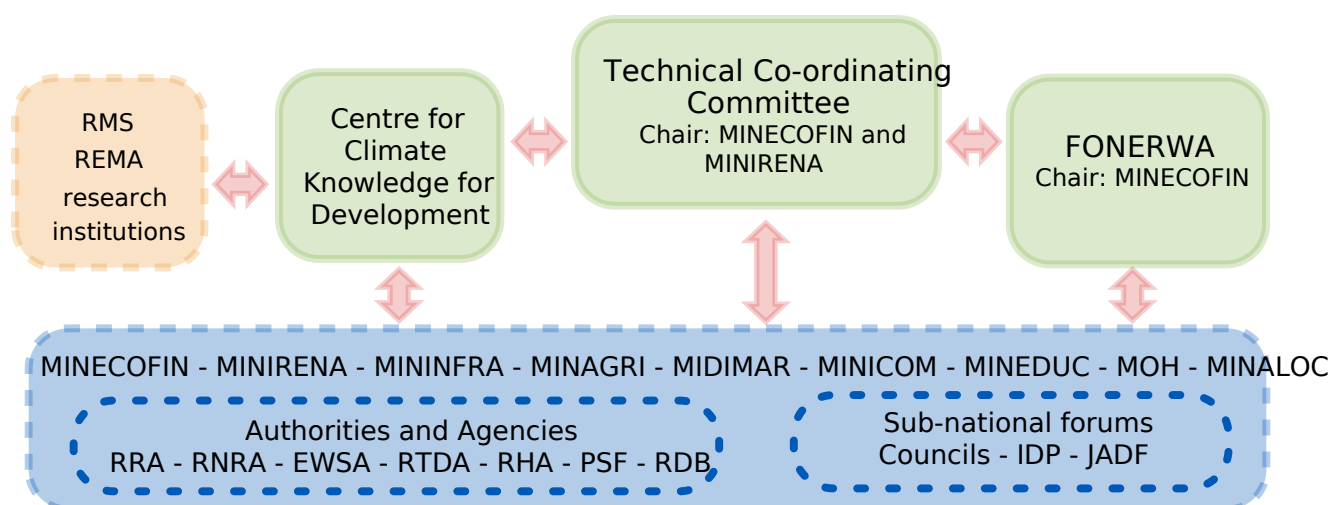 RMS
REMA
research
institutions
Centre for
Climate
Knowledge for
Development
Technical Co-ordinating
Committee
Chair: MINECOFIN and
MINIRENA
FONERWA
Chair: MINECOFIN
MINECOFIN - MINIRENA - MININFRA - MINAGRI - MIDIMAR - MINICOM - MINEDUC - MOH - MINALOC
Authorities and Agencies
RRA - RNRA - EWSA - RTDA - RHA - PSF - RDB
Sub-national forums
Councils - IDP - JADF